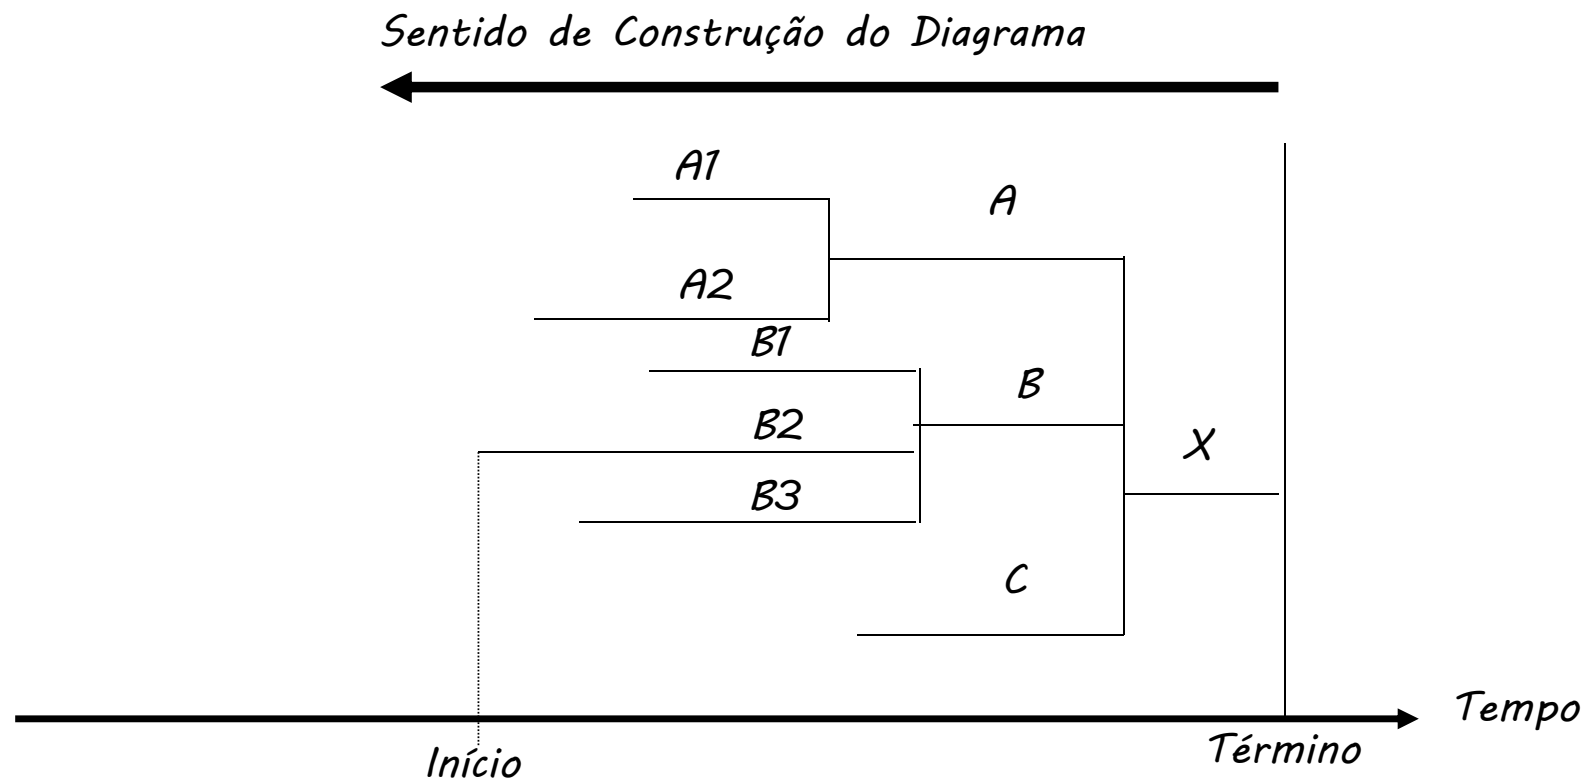 Sentido de Construção do Diagrama
A1
A
A2
B1
B
B2
X
B3
C
Tempo
Término
Início